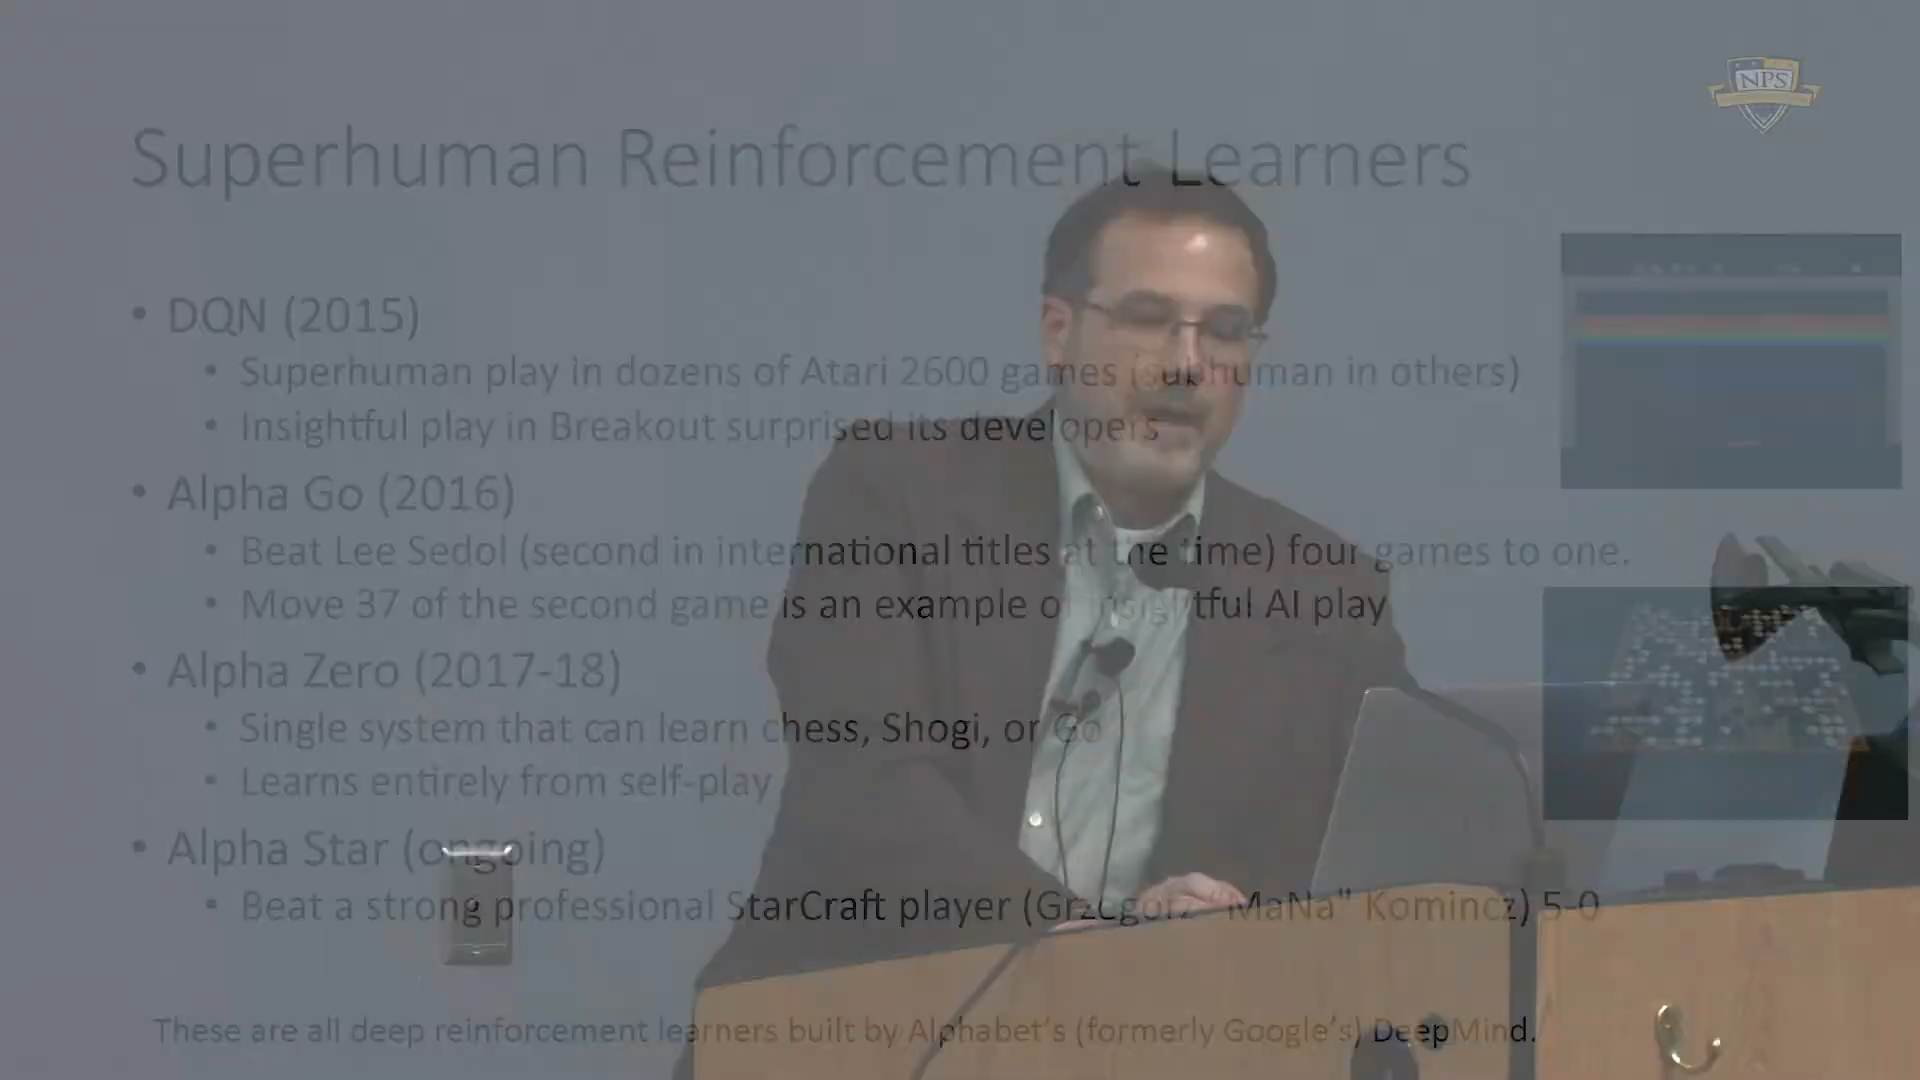 NPS
Superhuman Reinforcement Learners
• DQN (2015)
• Superhuman play in dozens of Atari 2600 games (subhuman in others)
• Insightful play in Breakout surprised its developers
• Alpha Go (2016)
• Beat Lee Sedol (second in international titles at the time) four games to one.
• Move 37 of the second game is an example of insightful AI play
• Alpha Zero (2017-18)
• Single system that can learn chess, Shogi, or Go
• Learns entirely from self-play
• Alpha Star (ongoing)
• Beat a strong professional StarCraft player (Grzegorz "MaNa" Komincz) 5-0
These are all deep reinforcement learners built by Alphabet's (formerly Google's) DeepMind.